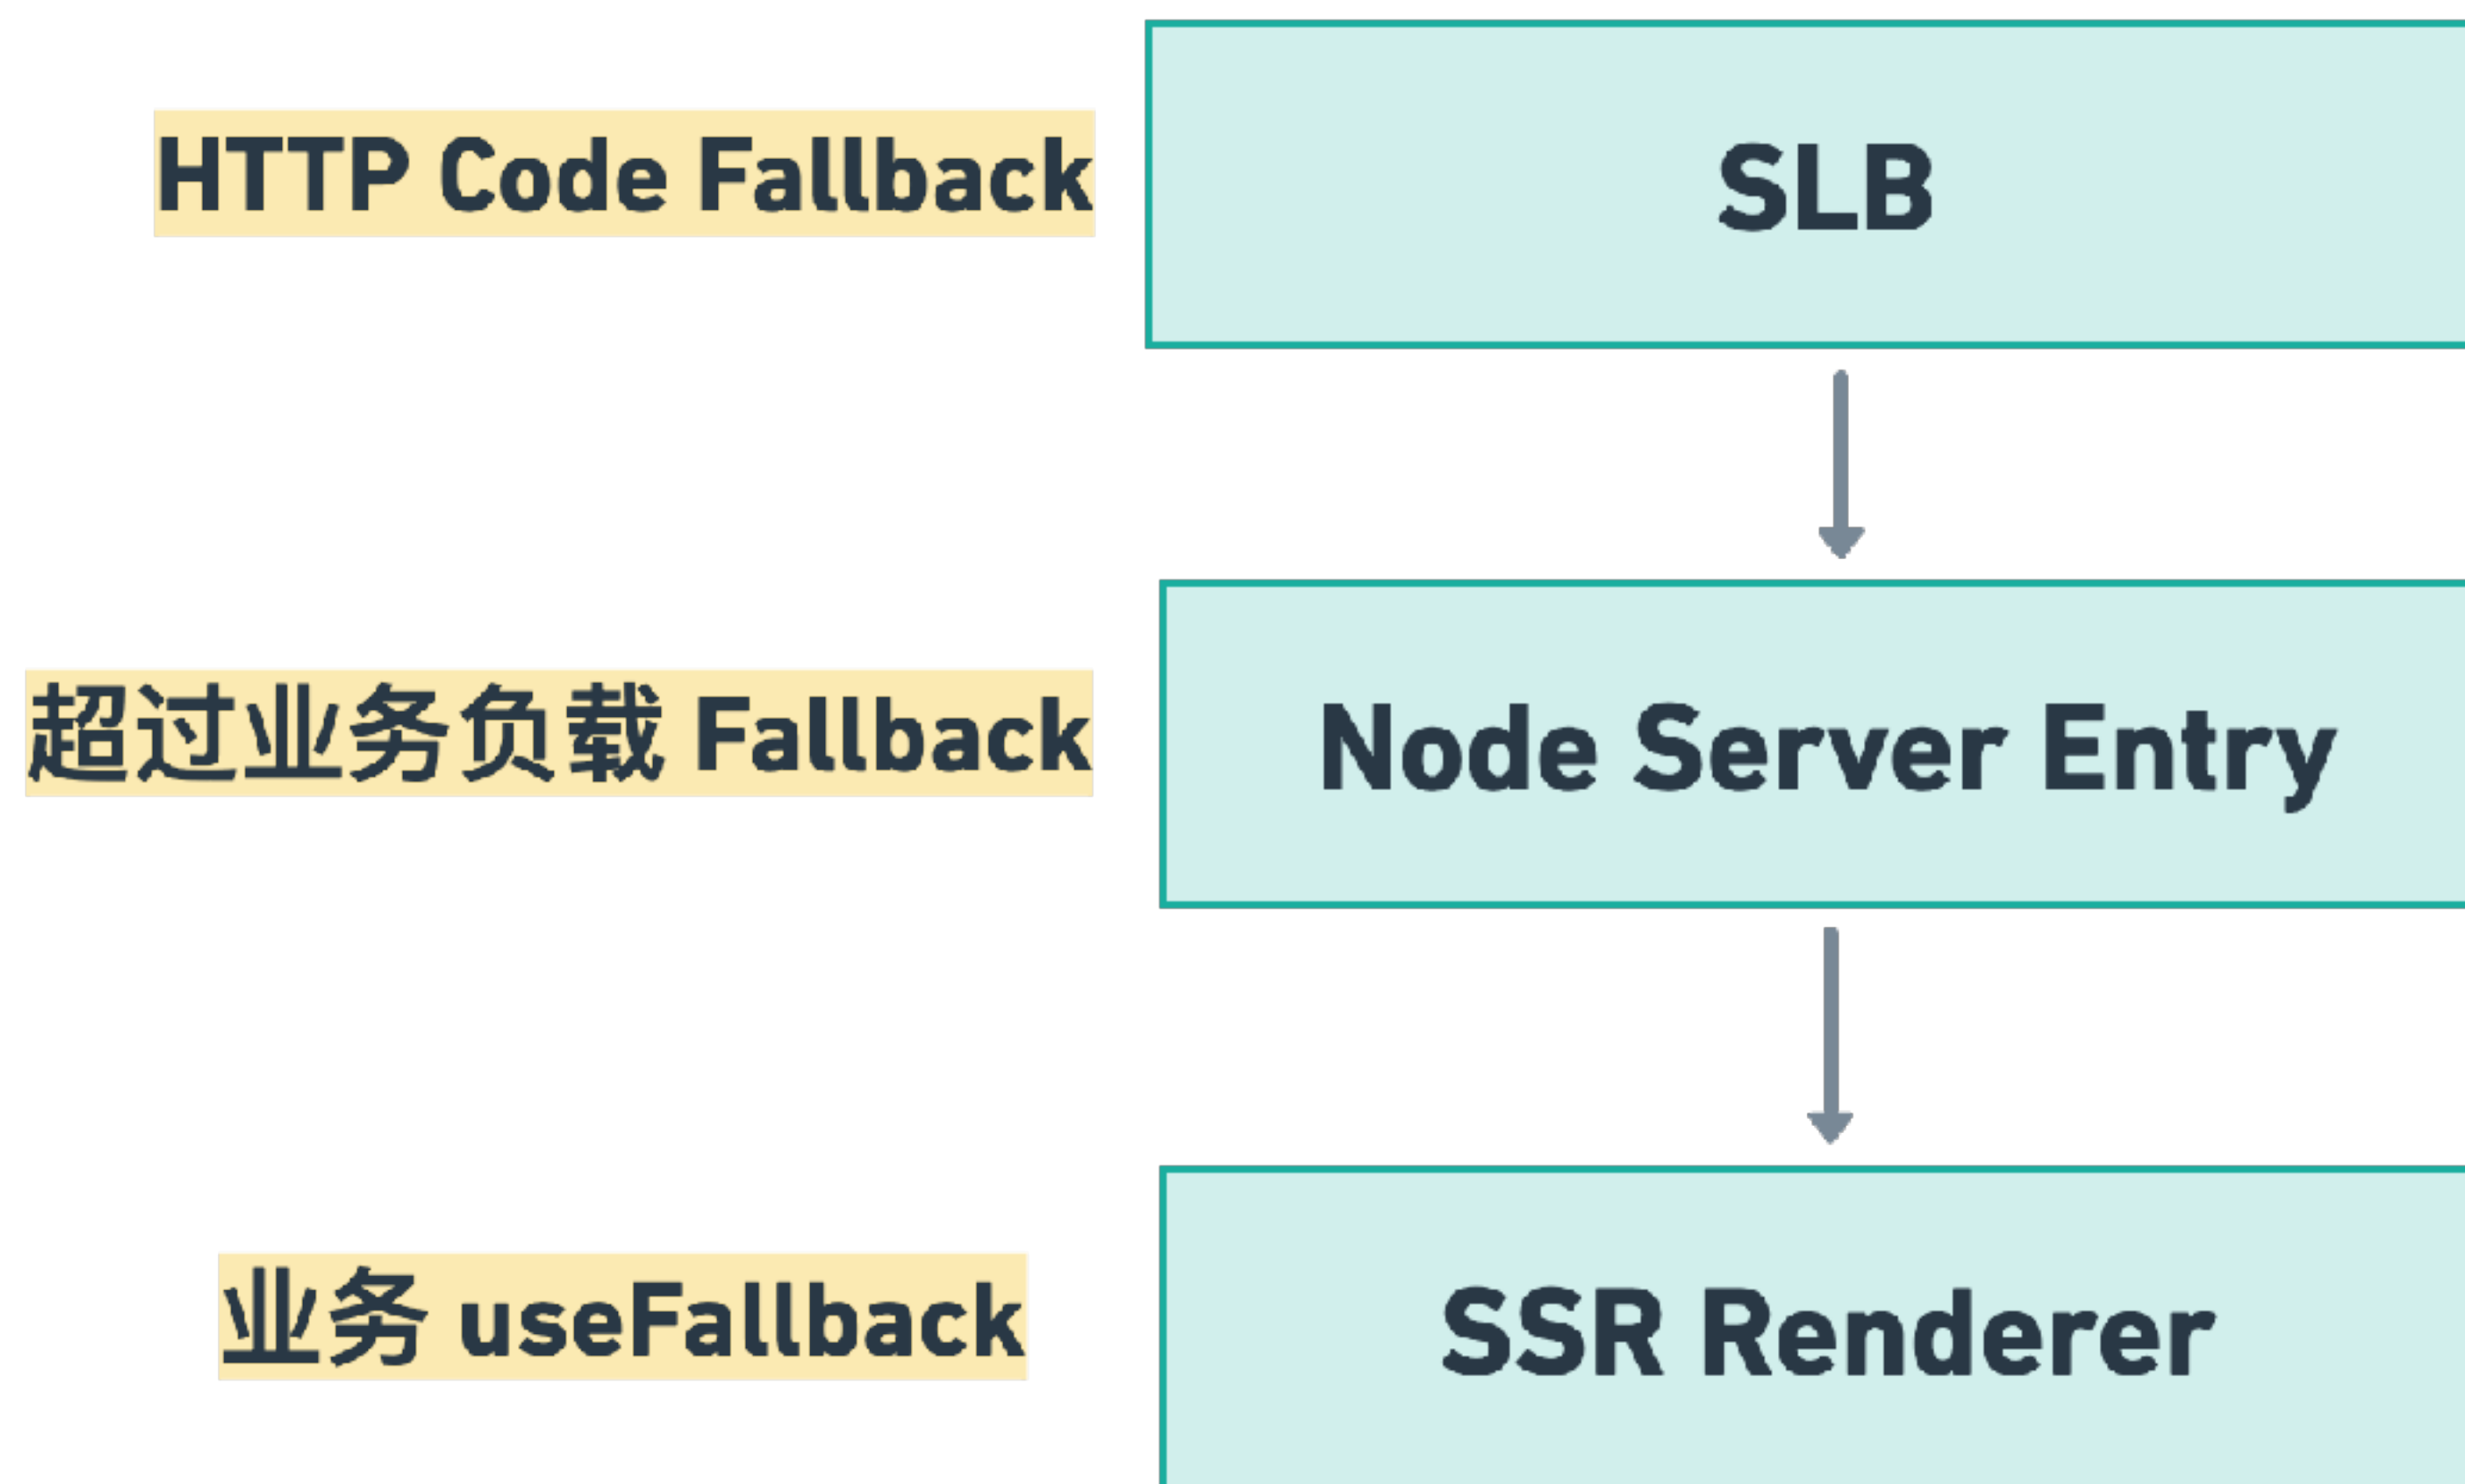 HTTP Code Fallback
SLB
超过业务负载 Fallback
Node Server Entry
业务 useFallback
SSR Renderer